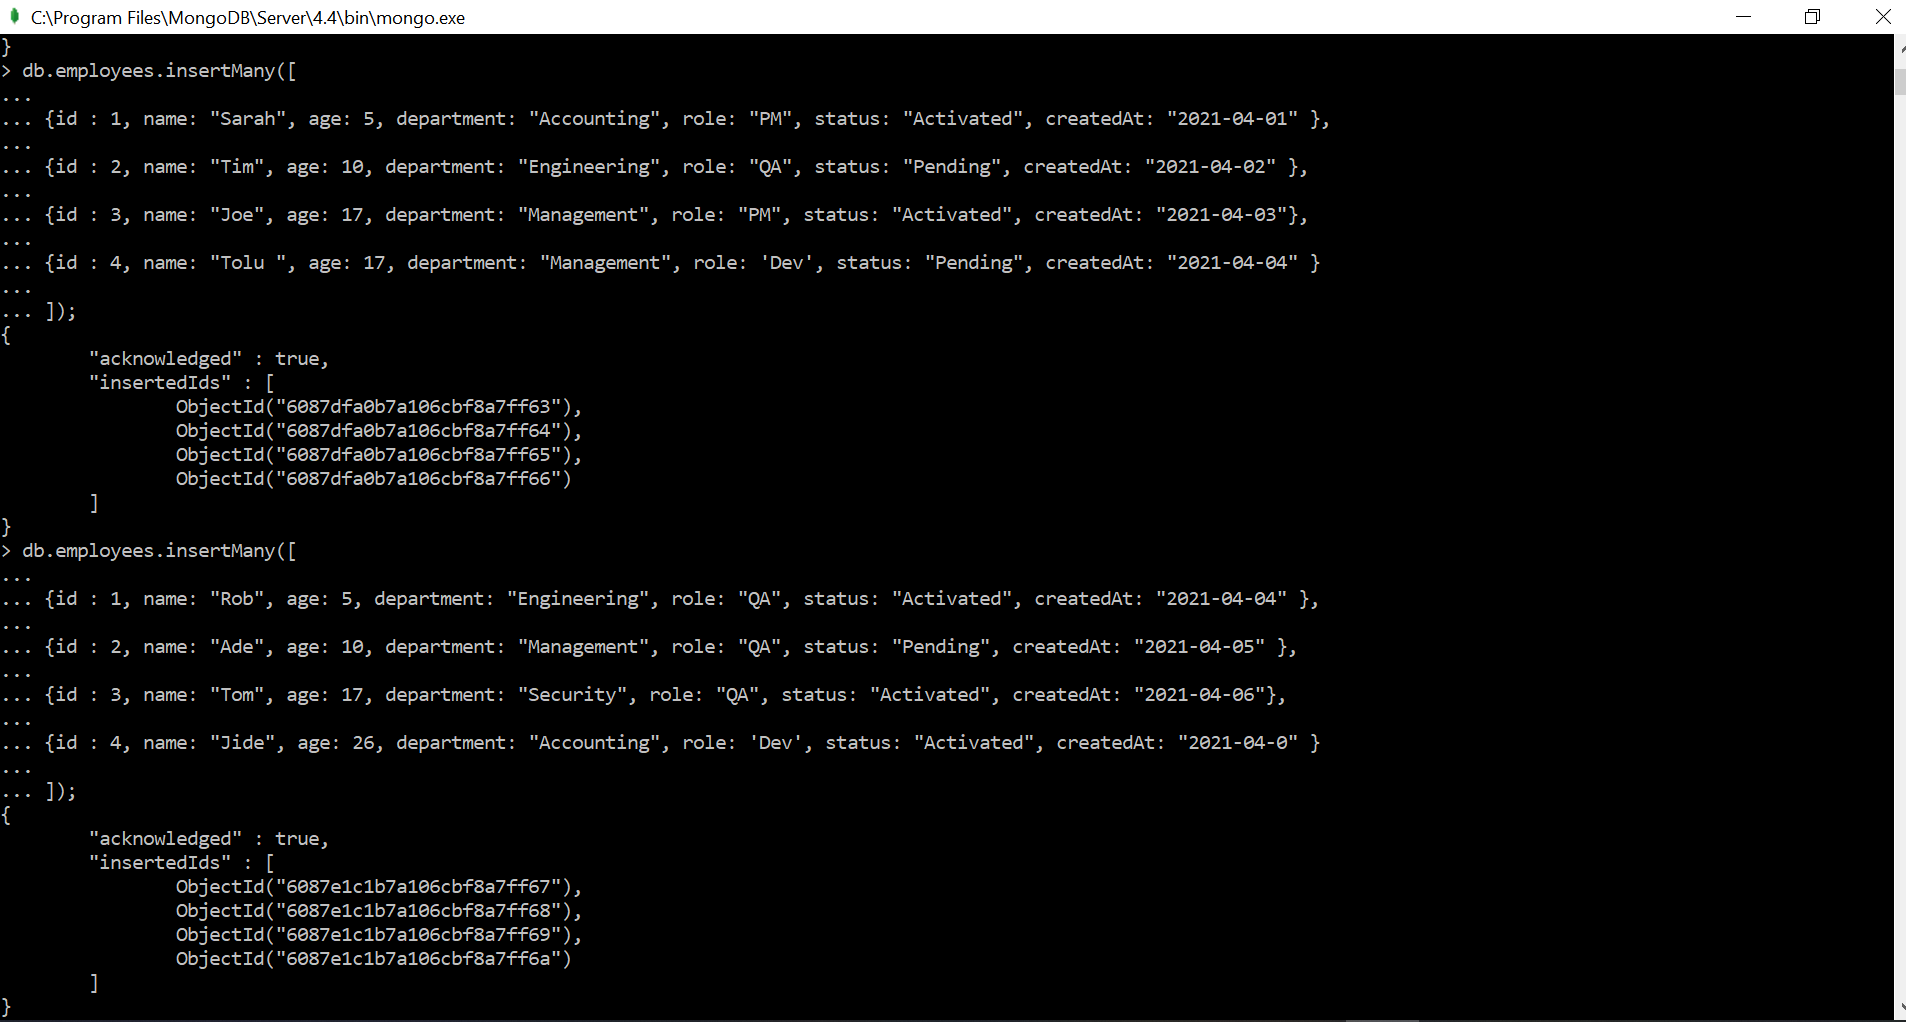 C:\Program Files\MongoDB\Server\4.4\bin\mongo.exe
}
> db.employees.insertMany([
...
... {id : 1, name: "Sarah", age: 5, department: "Accounting", role: "PM", status: "Activated", createdAt: "2021-04-01" },
...
... {id : 2, name: "Tim", age: 10, department: "Engineering", role: "QA", status: "Pending", createdAt: "2021-04-02" },
...
... {id : 3, name: "Joe", age: 17, department: "Management", role: "PM", status: "Activated", createdAt: "2021-04-03"},
...
... {id : 4, name: "Tolu ", age: 17, department: "Management", role: 'Dev', status: "Pending", createdAt: "2021-04-04" }
...
... ]);
{
        "acknowledged" : true,
        "insertedIds" : [
                ObjectId("6087dfa0b7a106cbf8a7ff63"),
                ObjectId("6087dfa0b7a106cbf8a7ff64"),
                ObjectId("6087dfa0b7a106cbf8a7ff65"),
                ObjectId("6087dfa0b7a106cbf8a7ff66")
        ]
}
> db.employees.insertMany([
...
... {id : 1, name: "Rob", age: 5, department: "Engineering", role: "QA", status: "Activated", createdAt: "2021-04-04" },
...
... {id : 2, name: "Ade", age: 10, department: "Management", role: "QA", status: "Pending", createdAt: "2021-04-05" },
...
... {id : 3, name: "Tom", age: 17, department: "Security", role: "QA", status: "Activated", createdAt: "2021-04-06"},
...
... {id : 4, name: "Jide", age: 26, department: "Accounting", role: 'Dev', status: "Activated", createdAt: "2021-04-0" }
...
... ]);
{
        "acknowledged" : true,
        "insertedIds" : [
                ObjectId("6087e1c1b7a106cbf8a7ff67"),
                ObjectId("6087e1c1b7a106cbf8a7ff68"),
                ObjectId("6087e1c1b7a106cbf8a7ff69"),
                ObjectId("6087e1c1b7a106cbf8a7ff6a")
        ]
}